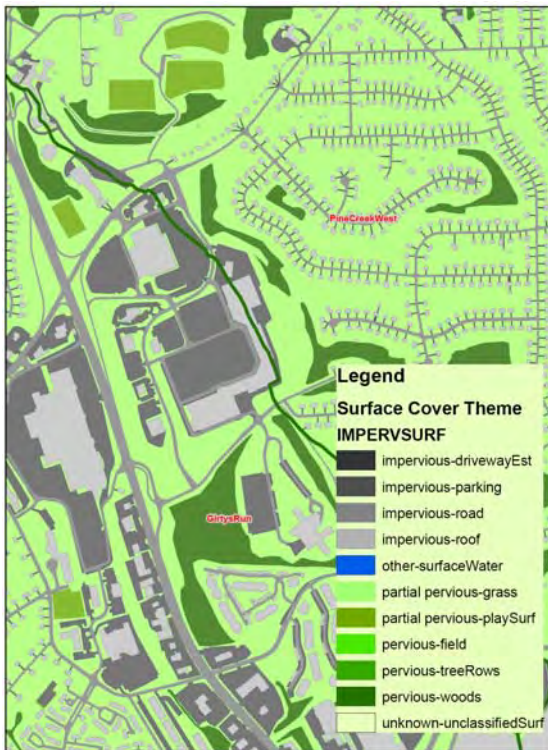 PineCreekWest
Legend
Surface Cover Theme
IMPERVSURF
impervious-drivewayEst
impervious-parking
impervious-road
impervious-roof
other-surfaceWater
partial pervious-grass
partial pervious-playSurf
pervious-field
pervious-treeRows
pervious-woods
unknown-unclassifiedSurf
GirtysRun